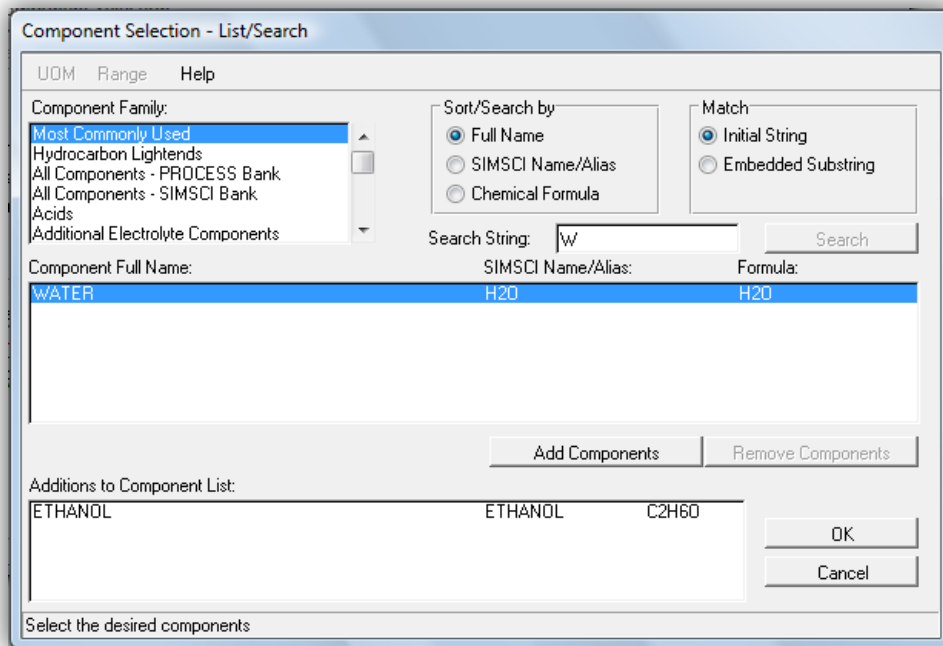 Component Selection - List/Search
UOM Range Help
Component Family:
Most Commonly Used
Hydrocarbon Lightends
All Components - PROCESS Bank
All Components - SIMSCI Bank
Acids
Additional Electrolyte Components
Sort/Search by
Full Name
SIMSCI Name/Alias
Chemical Formula
Match
Initial String
Embedded Substring
Search String: W Search
Component Full Name: SIMSCI Name/Alias: Formula:
WATER H2O H2O
Add Components Remove Components
Additions to Component List:
ETHANOL ETHANOL C2H6O
OK
Cancel
Select the desired components